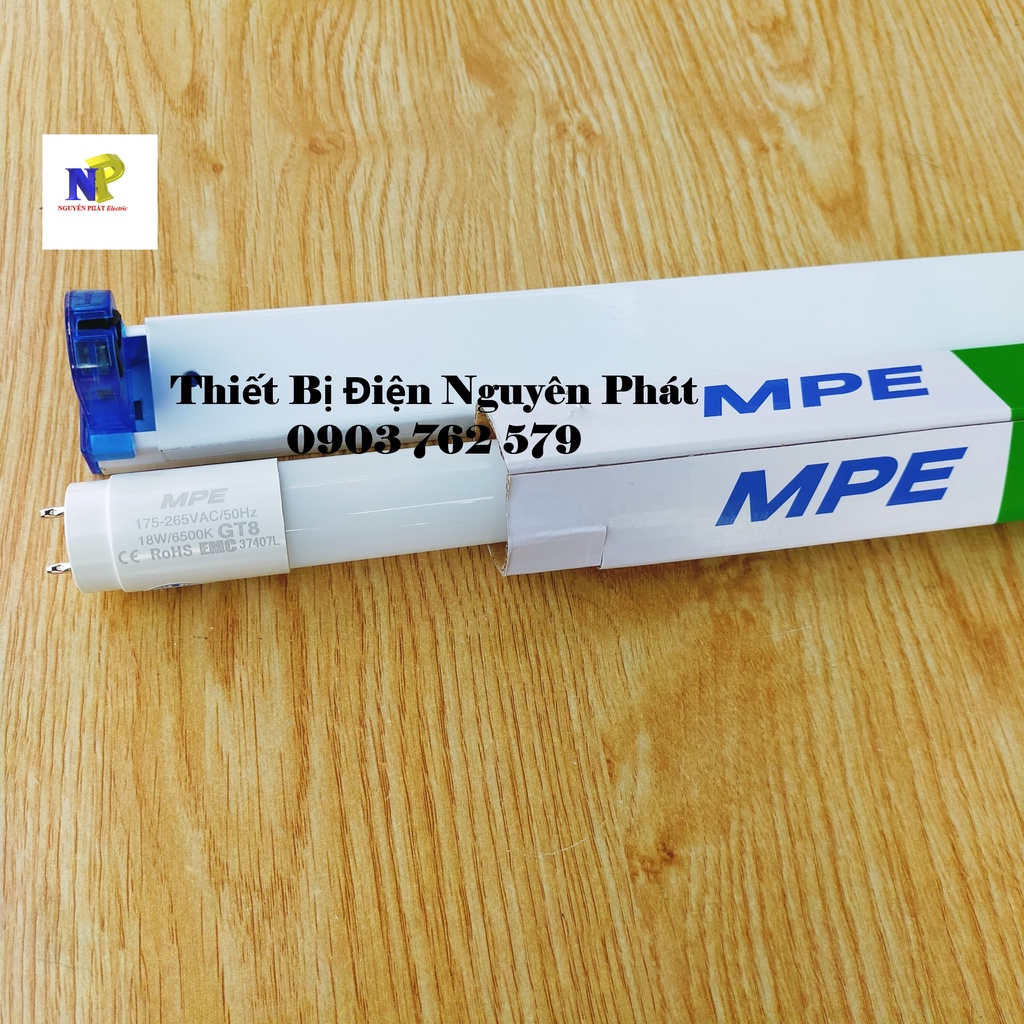 NP
NGUYÊN PHÁT Electric
Thiết Bị Điện Nguyên Phát
0903 762 579
MPE
MPE
MPE
175-265VAC/50Hz
18W/6500K GT8
CE RoHS EMC 37407L